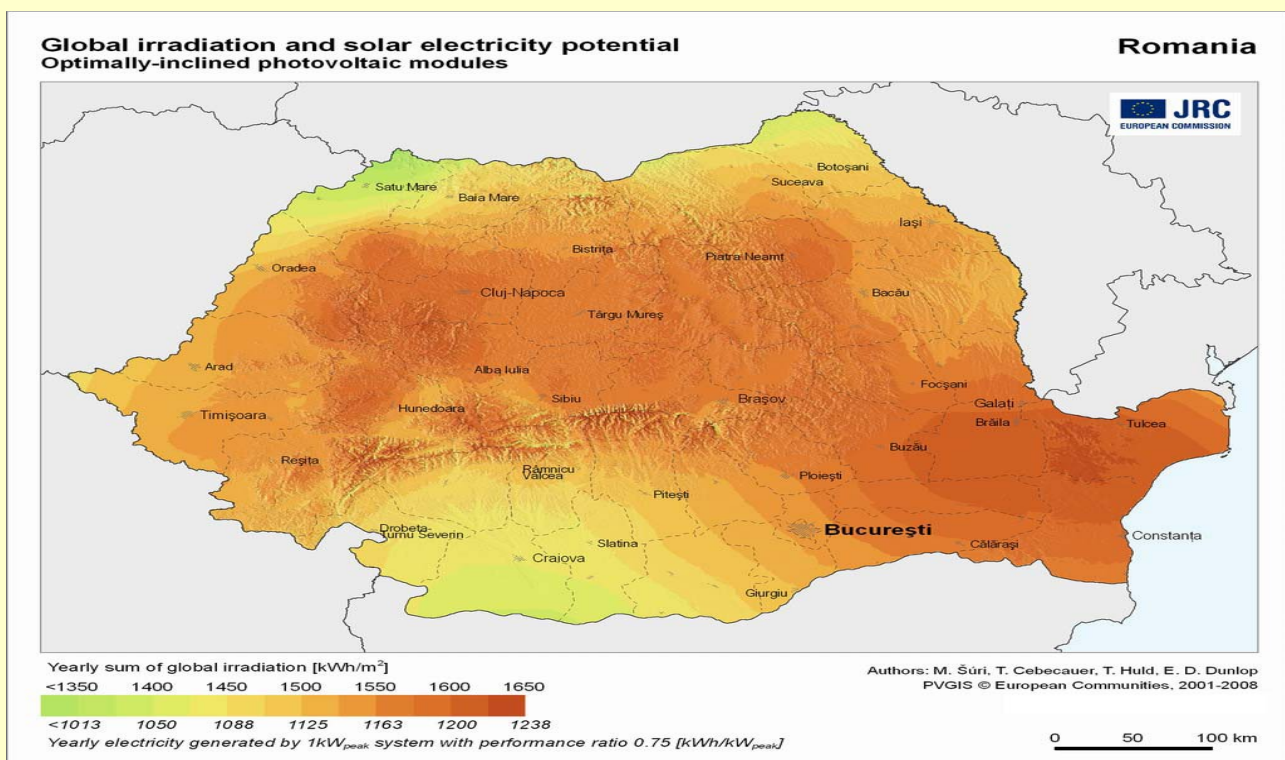 Global irradiation and solar electricity potential
Optimally-inclined photovoltaic modules
Romania
JRC
EUROPEAN COMMISSION
Botoşani
Suceava
Satu Mare
Baia Mare
Iaşi
Bistriţa
Piatra Neamţ
Oradea
Cluj-Napoca
Bacău
Târgu Mureş
Arad
Alba Iulia
Focşani
Sibiu
Braşov
Hunedoara
Timişoara
Galaţi
Brăila
Tulcea
Buzău
Reşiţa
Râmnicu
Vâlcea
Ploieşti
Piteşti
Drobeta-
Turnu Severin
Bucureşti
Constanţa
Slatina
Călăraşi
Craiova
Giurgiu
Yearly sum of global irradiation [kWh/m²]
<1350 1400 1450 1500 1550 1600 1650
<1013 1050 1088 1125 1163 1200 1238
Yearly electricity generated by 1kWpeak system with performance ratio 0.75 [kWh/kWpeak]
Authors: M. Šúri, T. Cebecauer, T. Huld, E. D. Dunlop
PVGIS © European Communities, 2001-2008
0 50 100 km